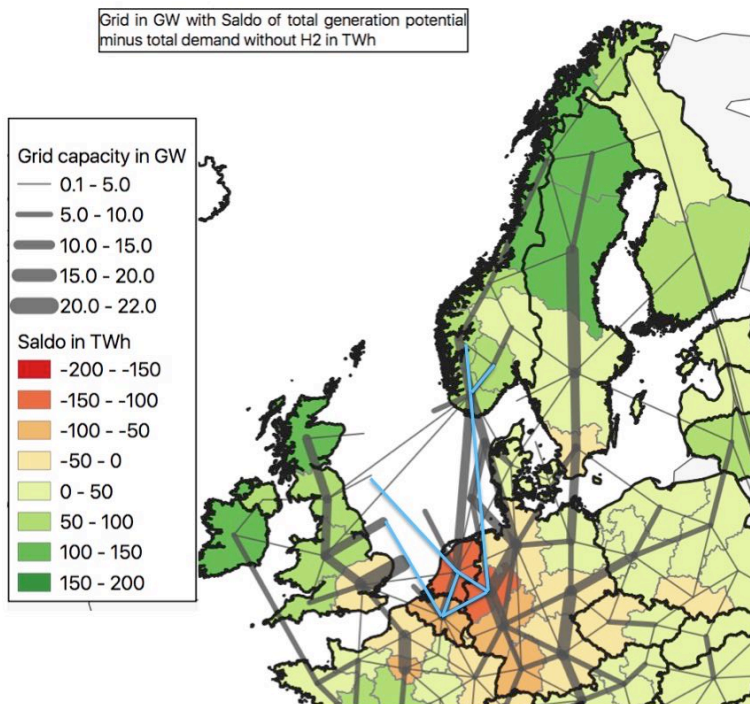 Grid in GW with Saldo of total generation potential
minus total demand without H2 in TWh
Grid capacity in GW
0.1 - 5.0
5.0 - 10.0
10.0 - 15.0
15.0 - 20.0
20.0 - 22.0
Saldo in TWh
-200 - -150
-150 - -100
-100 - -50
-50 - 0
0 - 50
50 - 100
100 - 150
150 - 200